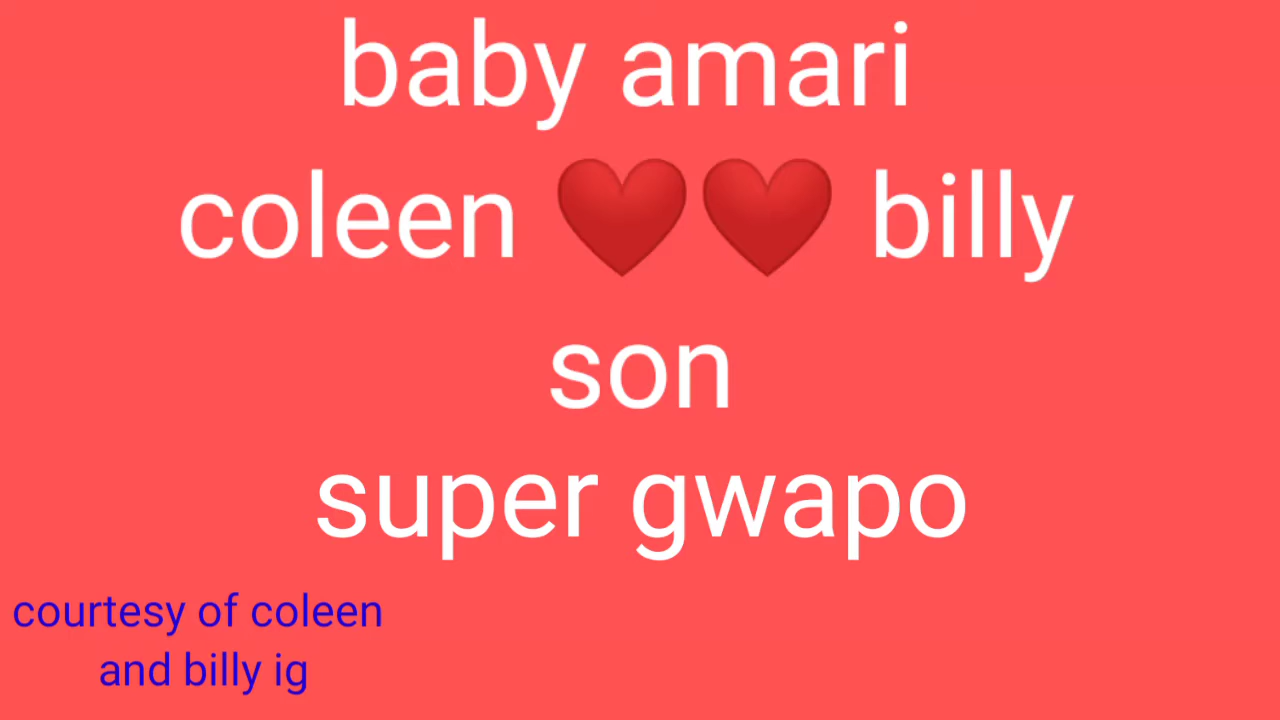 baby amari
coleen ❤️❤️ billy
son
super gwapo
courtesy of coleen
and billy ig